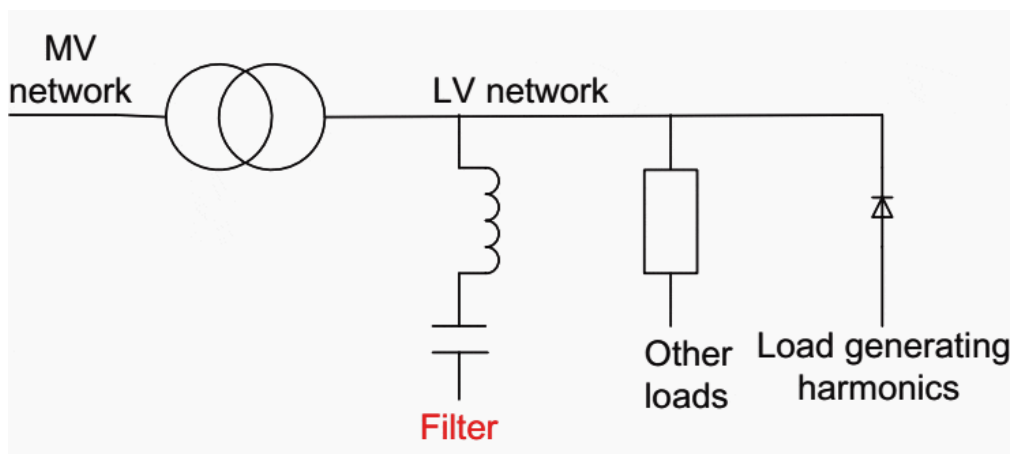 MV
network
LV network
Other
loads
Load generating
harmonics
Filter